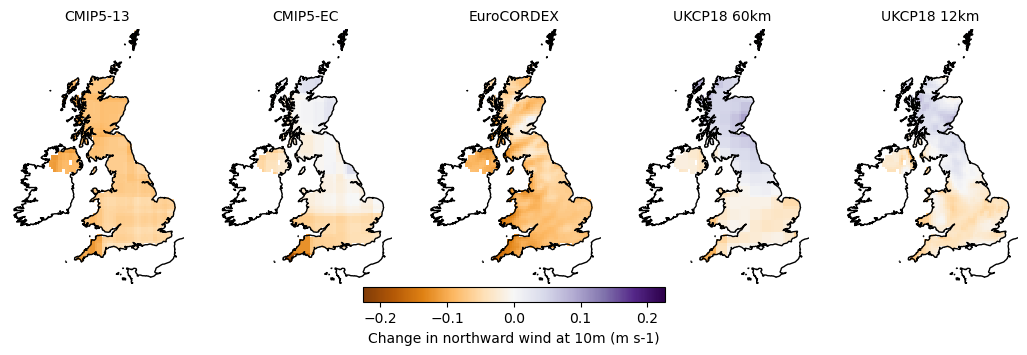 CMIP5-13 CMIP5-EC EuroCORDEX UKCP18 60km UKCP18 12km
−0.2 −0.1 0.0 0.1 0.2
Change in northward wind at 10m (m s-1)